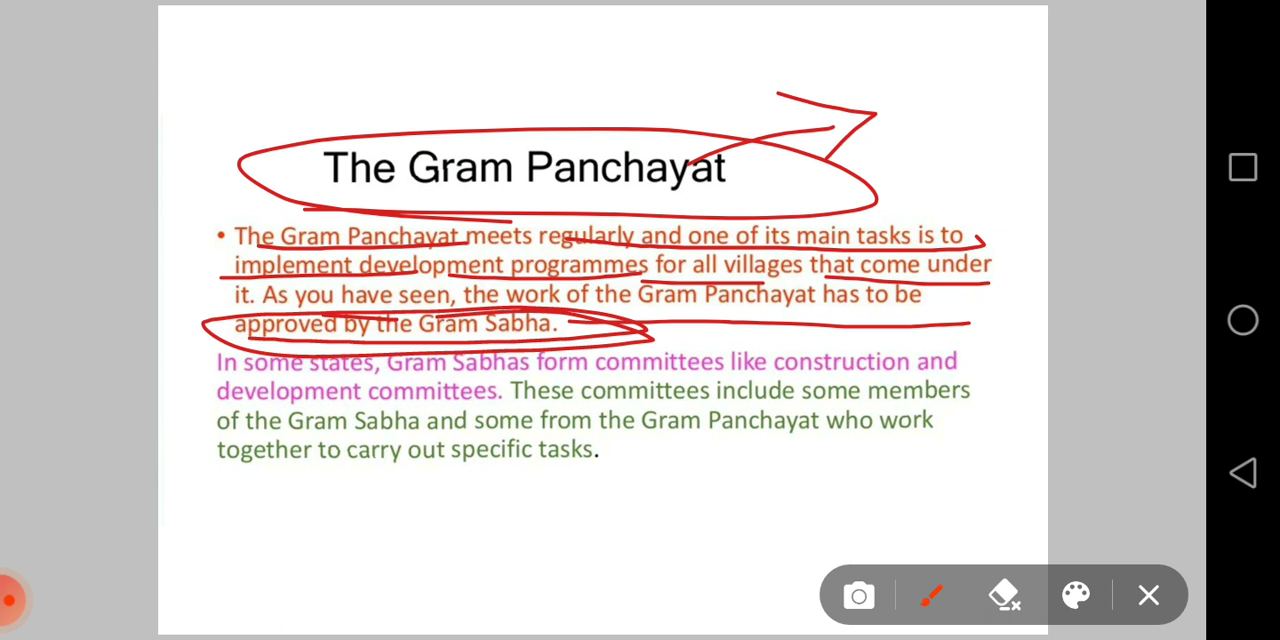 The Gram Panchayat
• The Gram Panchayat meets regularly and one of its main tasks is to
implement development programmes for all villages that come under
it. As you have seen, the work of the Gram Panchayat has to be
approved by the Gram Sabha.
In some states, Gram Sabhas form committees like construction and
development committees. These committees include some members
of the Gram Sabha and some from the Gram Panchayat who work
together to carry out specific tasks.